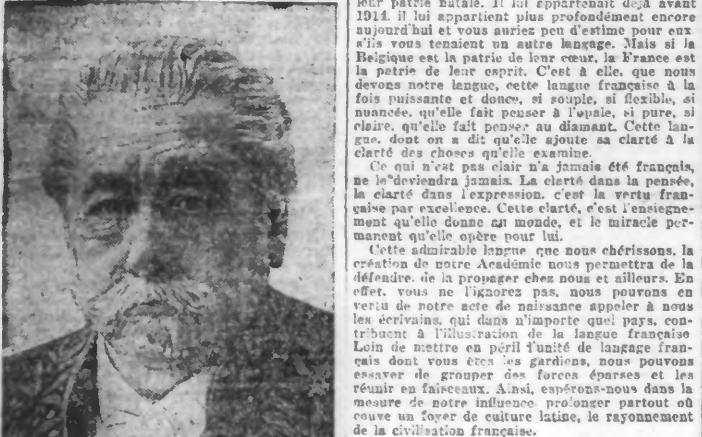 leur patrie natale. Il lui appartenait déjà avant
1914. il lui appartient plus profondément encore
aujourd'hui et vous auriez peu d'estime pour eux
s'ils vous tenaient un autre langage. Mais si la
Belgique est la patrie de leur cœur, la France est
la patrie de leur esprit. C'est à elle, que nous
devons notre langue, cette langue française à la
fois puissante et douce, si souple, si flexible, si
nuancée, qu'elle fait penser à l'opale, si pure, si
claire, qu'elle fait penser au diamant. Cette lan-
gue, dont on a dit qu'elle ajoute sa clarté à la
clarté des choses qu'elle examine.
Ce qui n'est pas clair n'a jamais été français,
ne le deviendra jamais. La clarté dans la pensée,
la clarté dans l'expression, c'est la vertu fran-
çaise par excellence. Cette clarté, c'est l'enseigne-
ment qu'elle donne au monde, et le miracle per-
manent qu'elle opère pour lui.
Cette admirable langue que nous chérissons, la
création de notre Académie nous permettra de la
défendre, de la propager chez nous et ailleurs. En
effet, vous ne l'ignorez pas, nous pouvons en
vertu de notre acte de naissance appeler à nous
les écrivains, qui dans n'importe quel pays, con-
tribuent à l'illustration de la langue française
Loin de mettre en péril l'unité de langage fran-
çais dont vous êtes les gardiens, nous pouvons
essayer de grouper des forces éparses et les
réunir en faisceaux. Ainsi, espérons-nous dans la
mesure de notre influence prolonger partout où
couve un foyer de culture latine, le rayonnement
de la civilisation française.